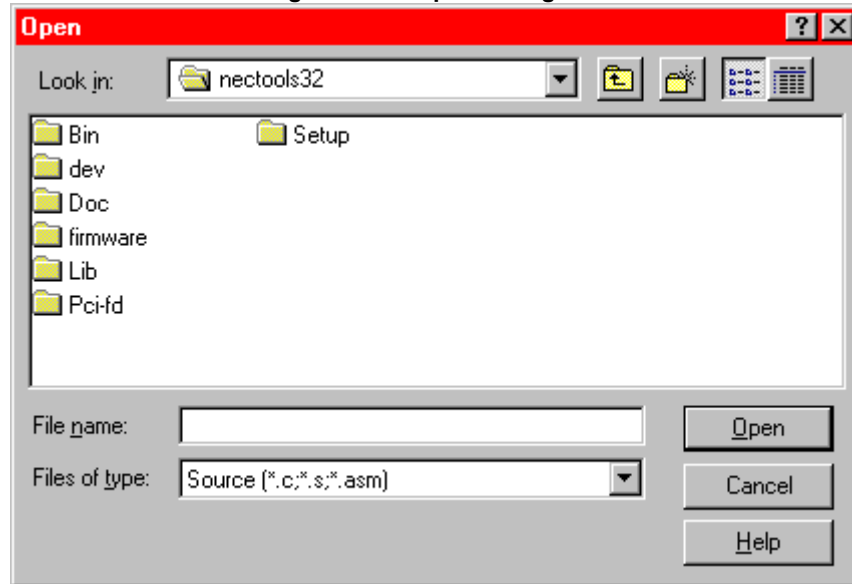 Open
Look in: nectools32
Bin Setup
dev
Doc
firmware
Lib
Pci-fd
File name: Open
Files of type: Source (*.c;*.s;*.asm) Cancel
Help